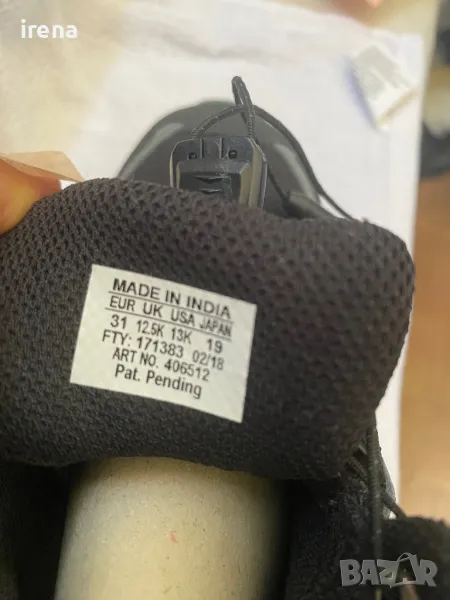 irena
MADE IN INDIA
EUR UK USA JAPAN
31 12.5K 13K 19
FTY: 171383 02/18
ART NO. 406512
Pat. Pending
BAZAR